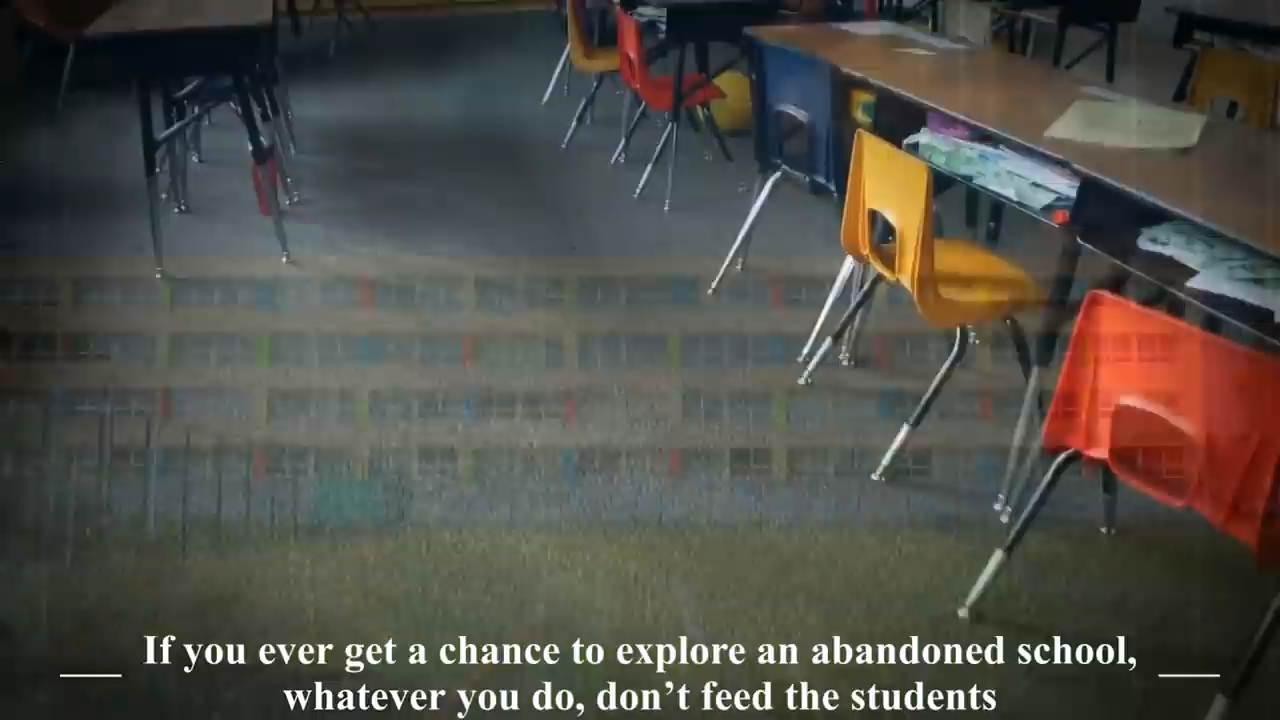 If you ever get a chance to explore an abandoned school,
whatever you do, don’t feed the students